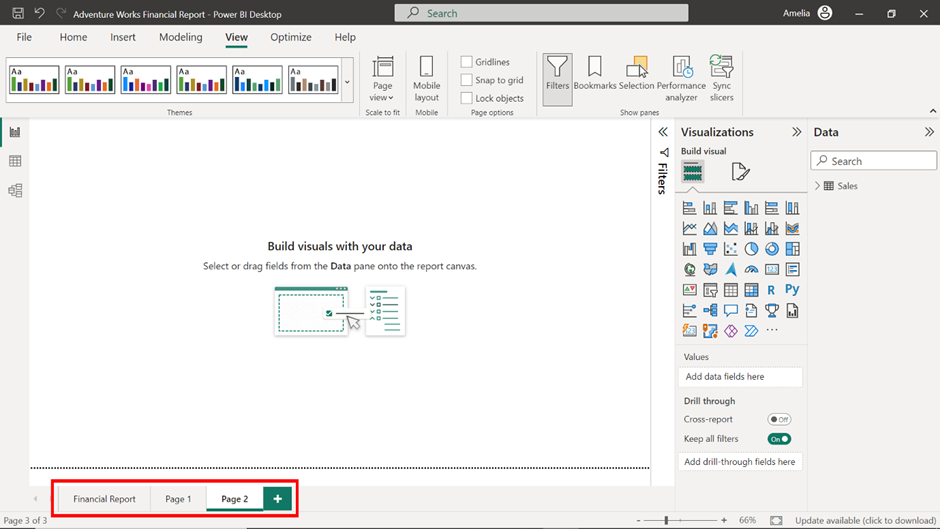 Adventure Works Financial Report - Power BI Desktop
Search
Amelia
File Home Insert Modeling View Optimize Help
Aa Aa Aa Aa Aa Aa
Themes
Page view
Scale to fit
Mobile layout
Mobile
Gridlines
Snap to grid
Lock objects
Page options
Filters
Bookmarks
Selection
Performance analyzer
Sync slicers
Show panes
Build visuals with your data
Select or drag fields from the Data pane onto the report canvas.
Filters
Visualizations
Build visual
123
R Py
Values
Add data fields here
Drill through
Cross-report
Off
Keep all filters
On
Add drill-through fields here
Data
Search
Sales
Financial Report Page 1 Page 2 +
Page 3 of 3
- + 66%
Update available (click to download)